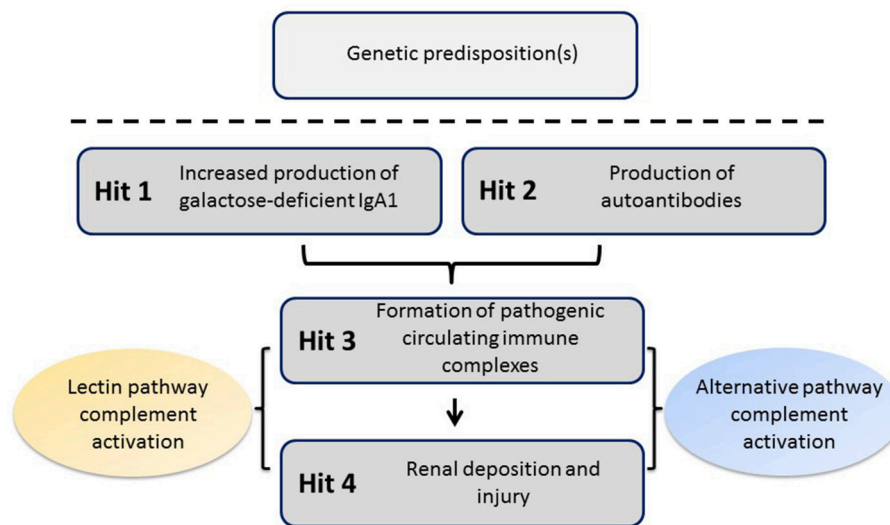 Genetic predisposition(s)
Hit 1
Increased production of
galactose-deficient IgA1
Hit 2
Production of
autoantibodies
Hit 3
Formation of pathogenic
circulating immune
complexes
Lectin pathway
complement
activation
Alternative pathway
complement
activation
Hit 4
Renal deposition and
injury